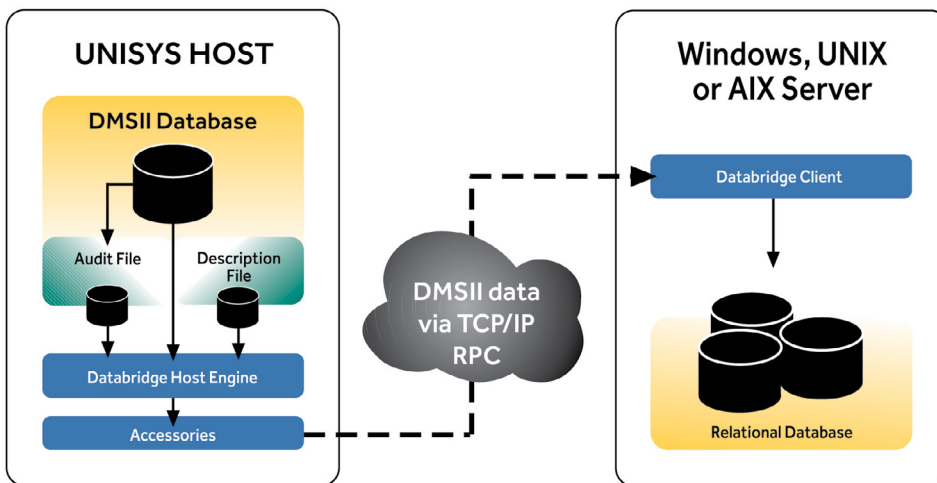 UNISYS HOST
DMSII Database
Audit File
Description
File
Databridge Host Engine
Accessories
DMSII data
via TCP/IP
RPC
Windows, UNIX
or AIX Server
Databridge Client
Relational Database